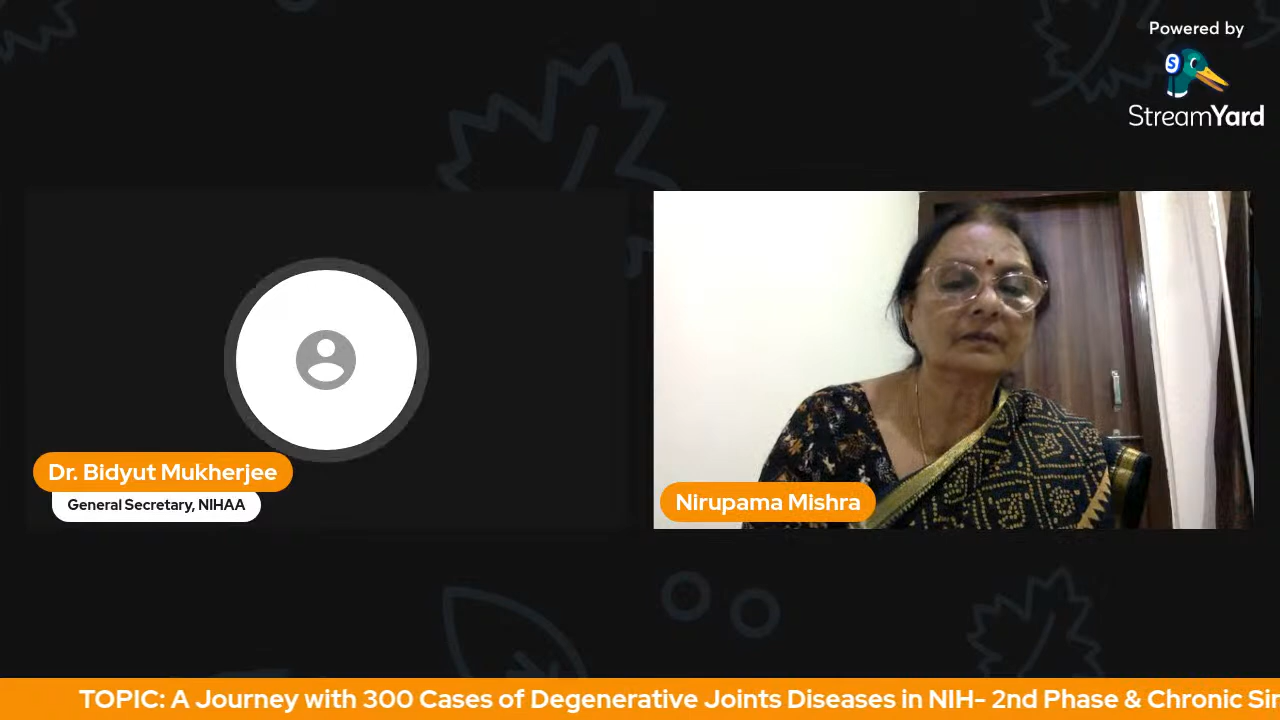 Powered by
S
StreamYard
Dr. Bidyut Mukherjee
General Secretary, NIHAA
Nirupama Mishra
TOPIC: A Journey with 300 Cases of Degenerative Joints Diseases in NIH- 2nd Phase & Chronic